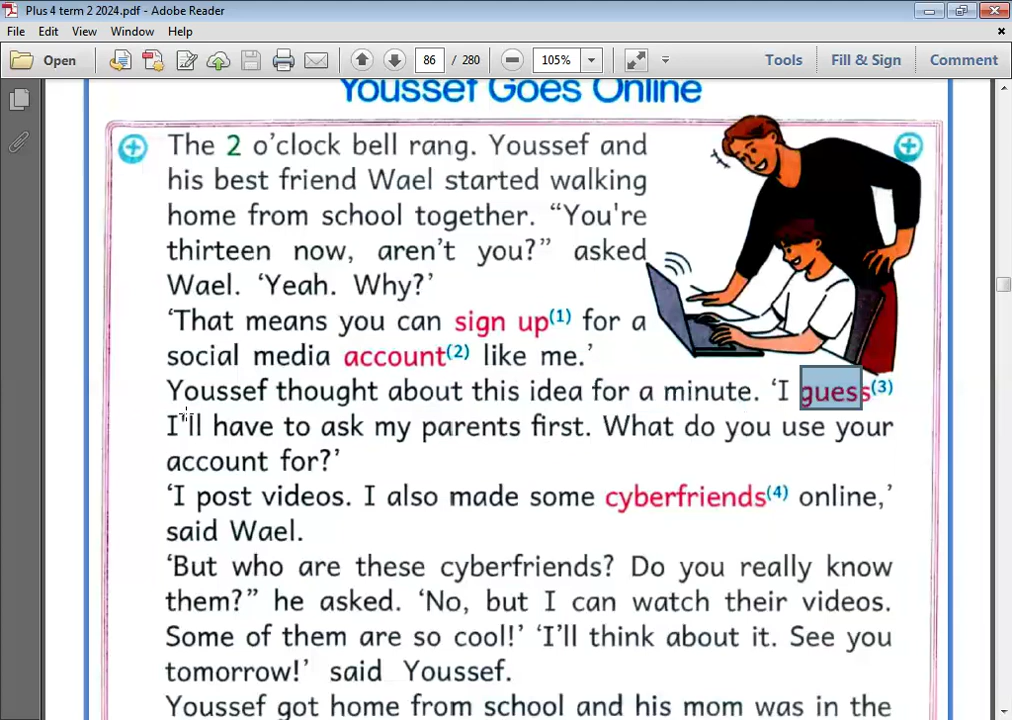 Plus 4 term 2 2024.pdf - Adobe Reader
File Edit View Window Help
Open 86 / 280 105% Tools Fill & Sign Comment
Youssef Goes Online
The 2 o'clock bell rang. Youssef and
his best friend Wael started walking
home from school together. “You're
thirteen now, aren't you?” asked
Wael. ‘Yeah. Why?’
‘That means you can sign up(1) for a
social media account(2) like me.’
Youssef thought about this idea for a minute. ‘I guess(3)
I'll have to ask my parents first. What do you use your
account for?’
‘I post videos. I also made some cyberfriends(4) online,’
said Wael.
‘But who are these cyberfriends? Do you really know
them?” he asked. ‘No, but I can watch their videos.
Some of them are so cool!’ ‘I'll think about it. See you
tomorrow!’ said Youssef.
Youssef got home from school and his mom was in the